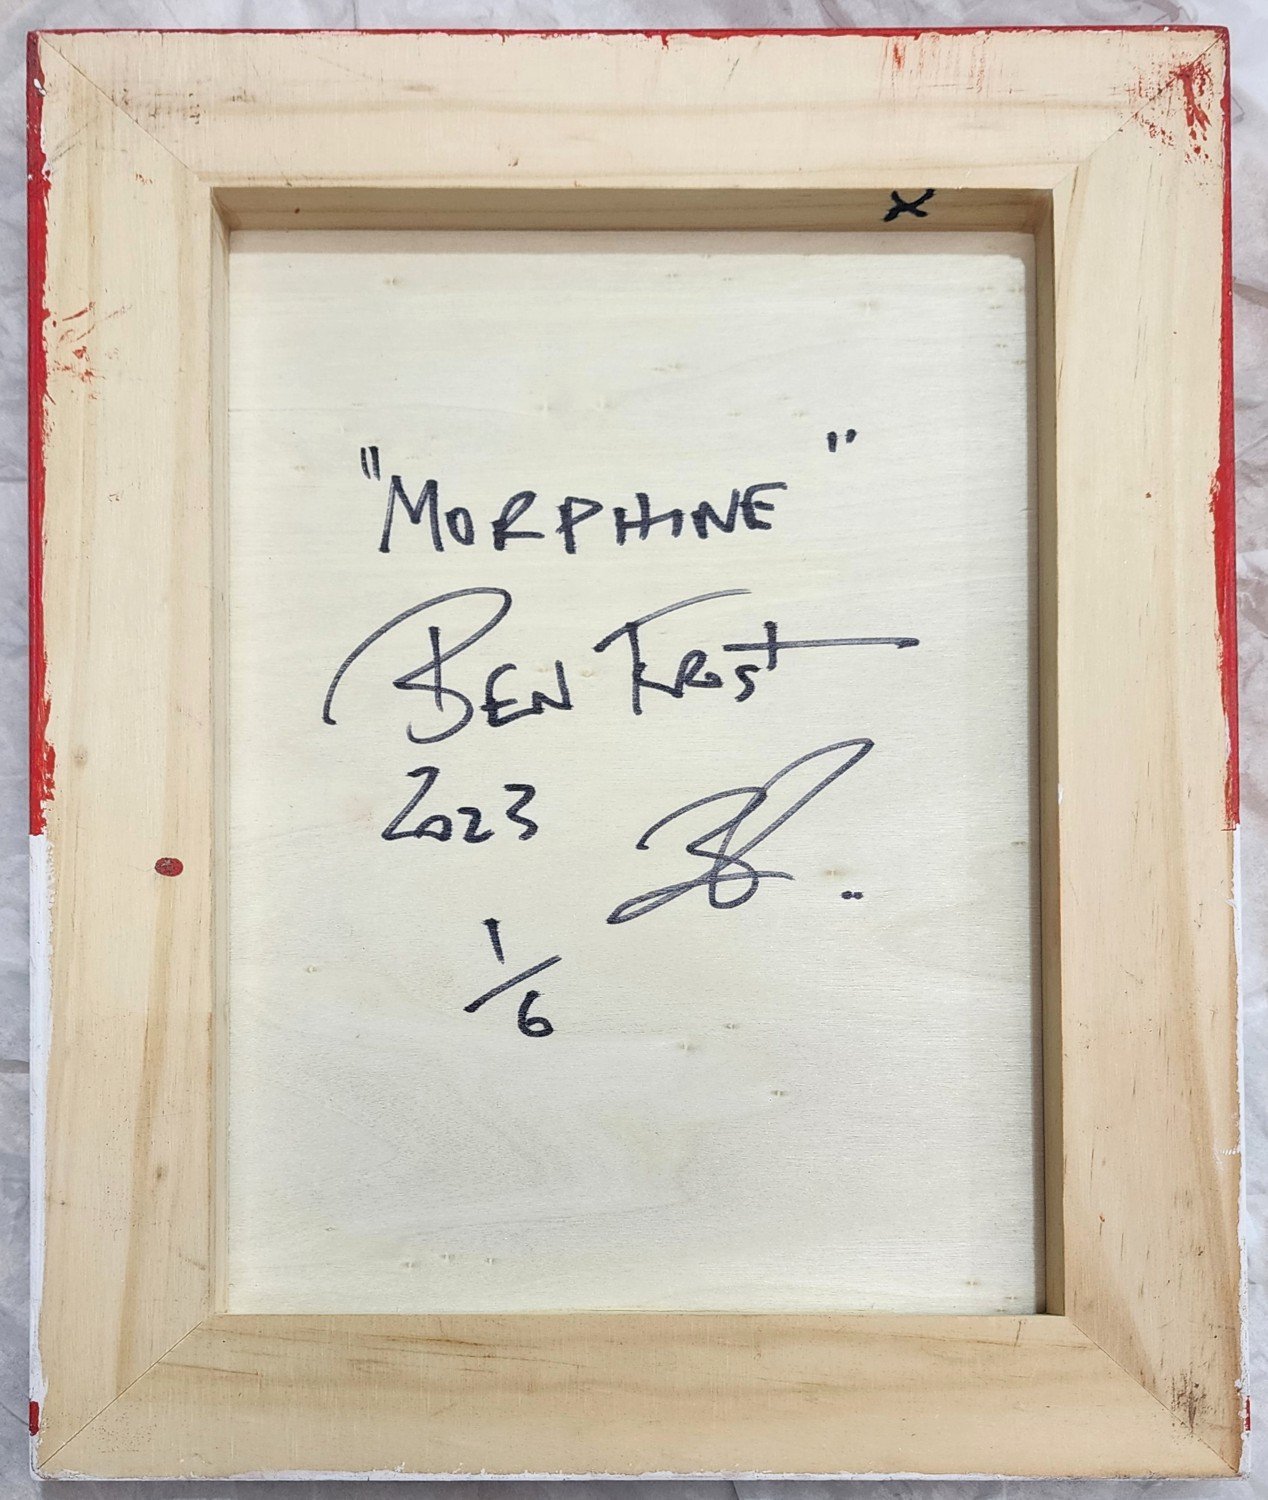 X
"MORPHINE"
BEN FROST
2023
1/6